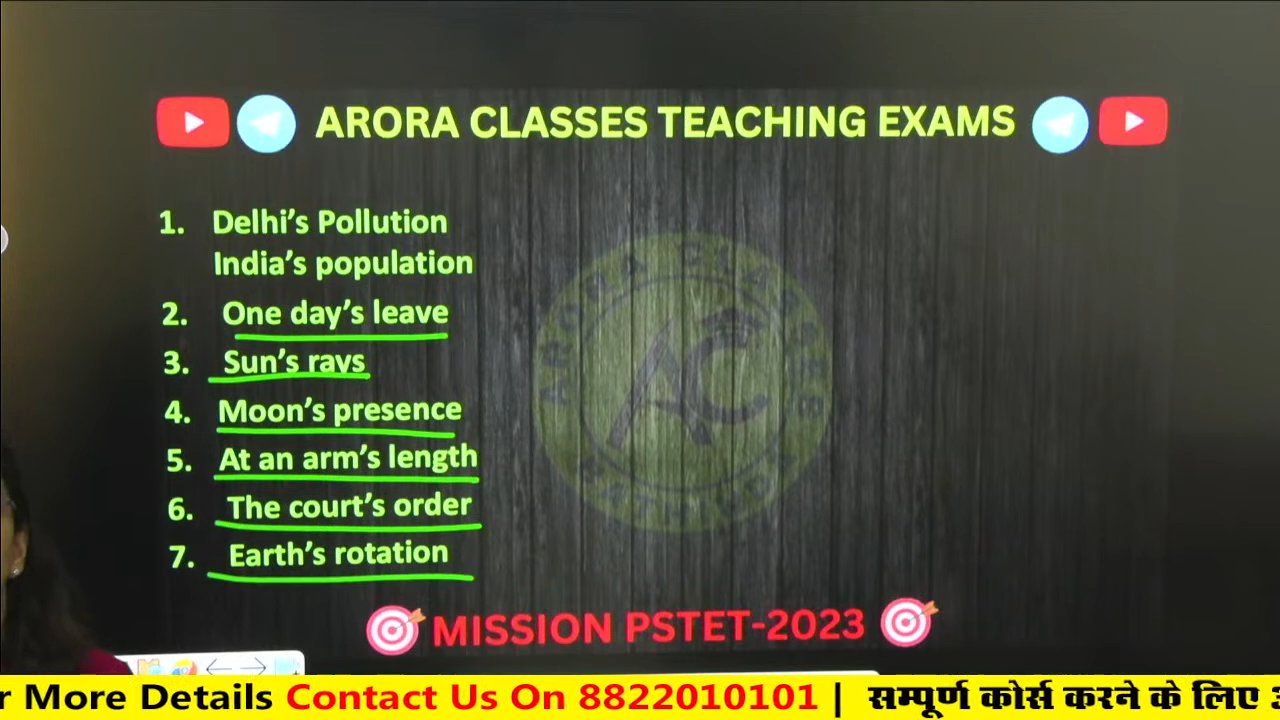 ARORA CLASSES TEACHING EXAMS
1. Delhi's Pollution
India's population
2. One day's leave
3. Sun's rays
4. Moon's presence
5. At an arm's length
6. The court's order
7. Earth's rotation
MISSION PSTET-2023
More Details Contact Us On 8822010101 | सम्पूर्ण कोर्स करने के लिए